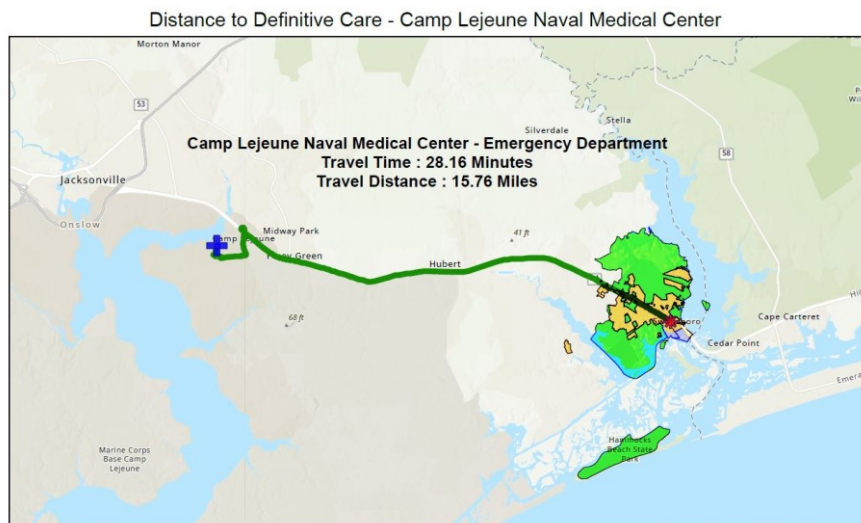 Distance to Definitive Care - Camp Lejeune Naval Medical Center
Morton Manor
53
Silverdale
Stella
58
Camp Lejeune Naval Medical Center - Emergency Department
Travel Time : 28.16 Minutes
Travel Distance : 15.76 Miles
Jacksonville
Onslow
Midway Park
41 ft
Hubert
68 ft
Cape Carteret
Cedar Point
Marine Corps
Base Camp
Lejeune
Hammocks
Beach State
Park